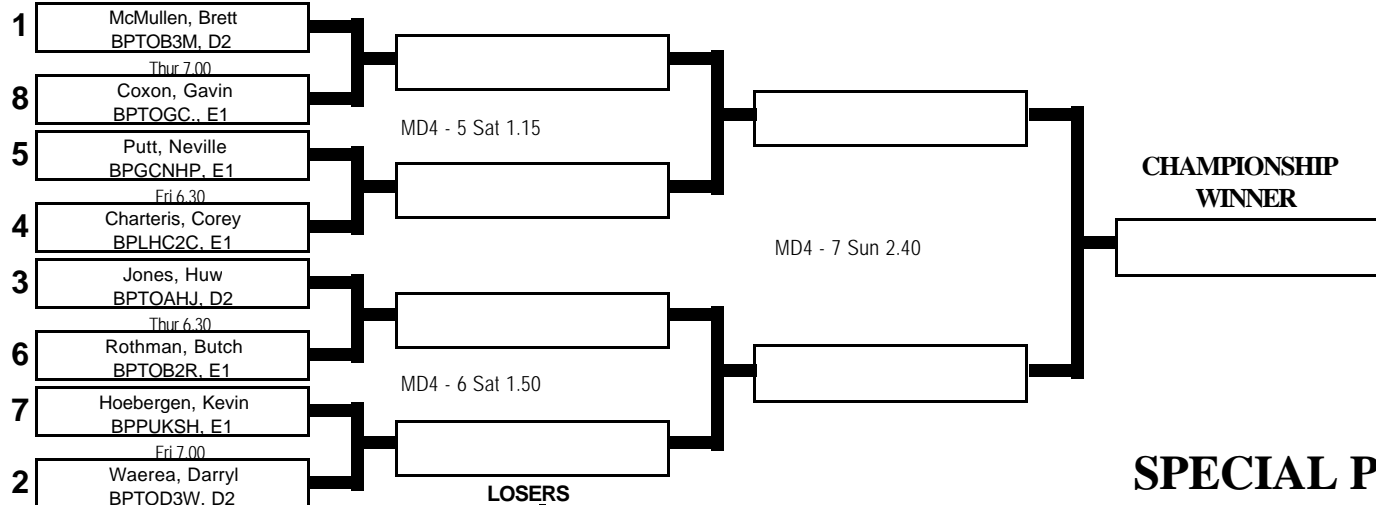 1
McMullen, Brett
BPTOB3M, D2
Thur 7.00
8
Coxon, Gavin
BPTOGC., E1
5
Putt, Neville
BPGCNHP, E1
Fri 6.30
4
Charteris, Corey
BPLHC2C, E1
3
Jones, Huw
BPTOAHJ, D2
Thur 6.30
6
Rothman, Butch
BPTOB2R, E1
7
Hoebergen, Kevin
BPPUKSH, E1
Fri 7.00
2
Waerea, Darryl
BPTOD3W, D2
MD4 - 5 Sat 1.15
MD4 - 6 Sat 1.50
LOSERS
MD4 - 7 Sun 2.40
CHAMPIONSHIP
WINNER
SPECIAL P